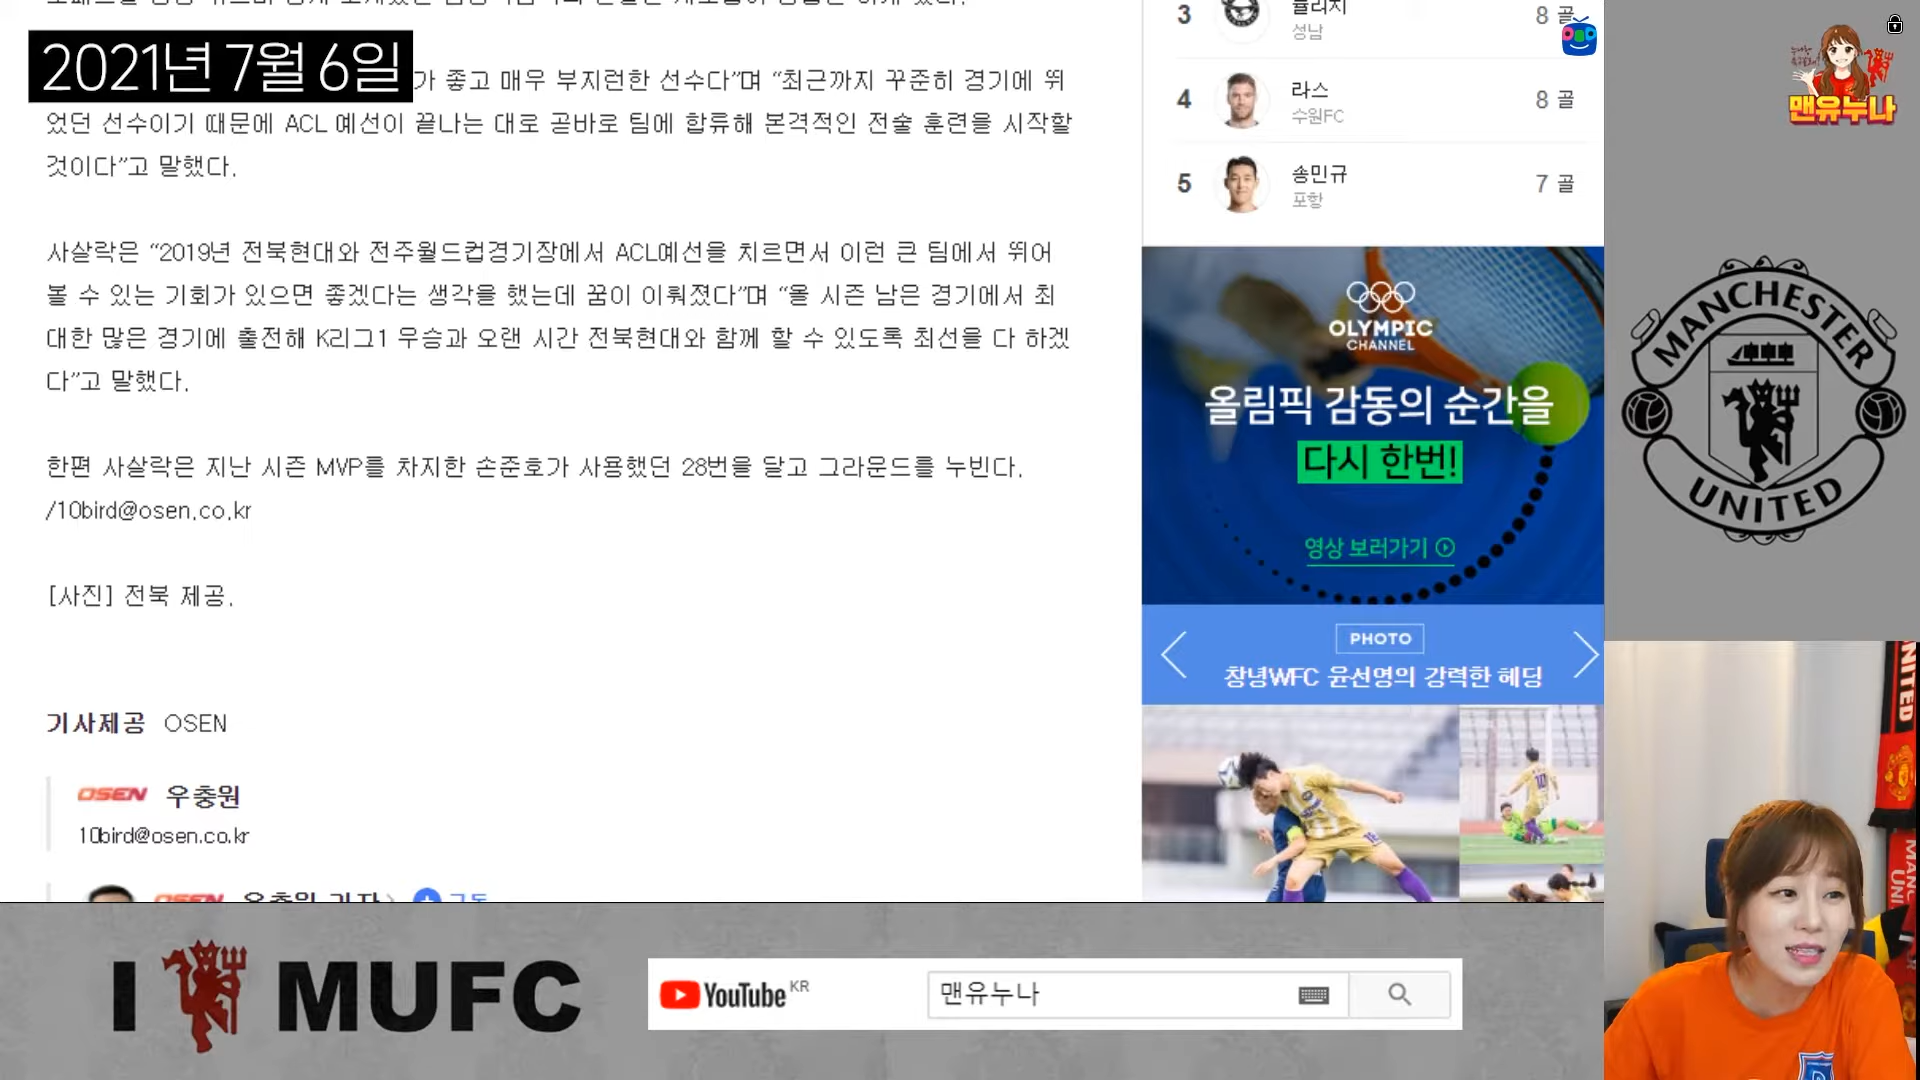 2021년 7월 6일
가 좋고 매우 부지런한 선수다”며 “최근까지 꾸준히 경기에 뛰
었던 선수이기 때문에 ACL 예선이 끝나는 대로 곧바로 팀에 합류해 본격적인 전술 훈련을 시작할
것이다”고 말했다.
사살락은 “2019년 전북현대와 전주월드컵경기장에서 ACL예선을 치르면서 이런 큰 팀에서 뛰어
볼 수 있는 기회가 있으면 좋겠다는 생각을 했는데 꿈이 이뤄졌다”며 “올 시즌 남은 경기에서 최
대한 많은 경기에 출전해 K리그1 우승과 오랜 시간 전북현대와 함께 할 수 있도록 최선을 다 하겠
다”고 말했다.
한편 사살락은 지난 시즌 MVP를 차지한 손준호가 사용했던 28번을 달고 그라운드를 누빈다.
/10bird@osen.co.kr
[사진] 전북 제공.
기사제공 OSEN
OSEN 우충원
10bird@osen.co.kr
3 뮬리치 8 골
성남
4 라스 8 골
수원FC
5 송민규 7 골
포항
OLYMPIC
CHANNEL
올림픽 감동의 순간을
다시 한번!
영상 보러가기
PHOTO
창녕WFC 윤선영의 강력한 헤딩
맨유누나
MANCHESTER
UNITED
I MUFC
YouTube KR
맨유누나
UNITED